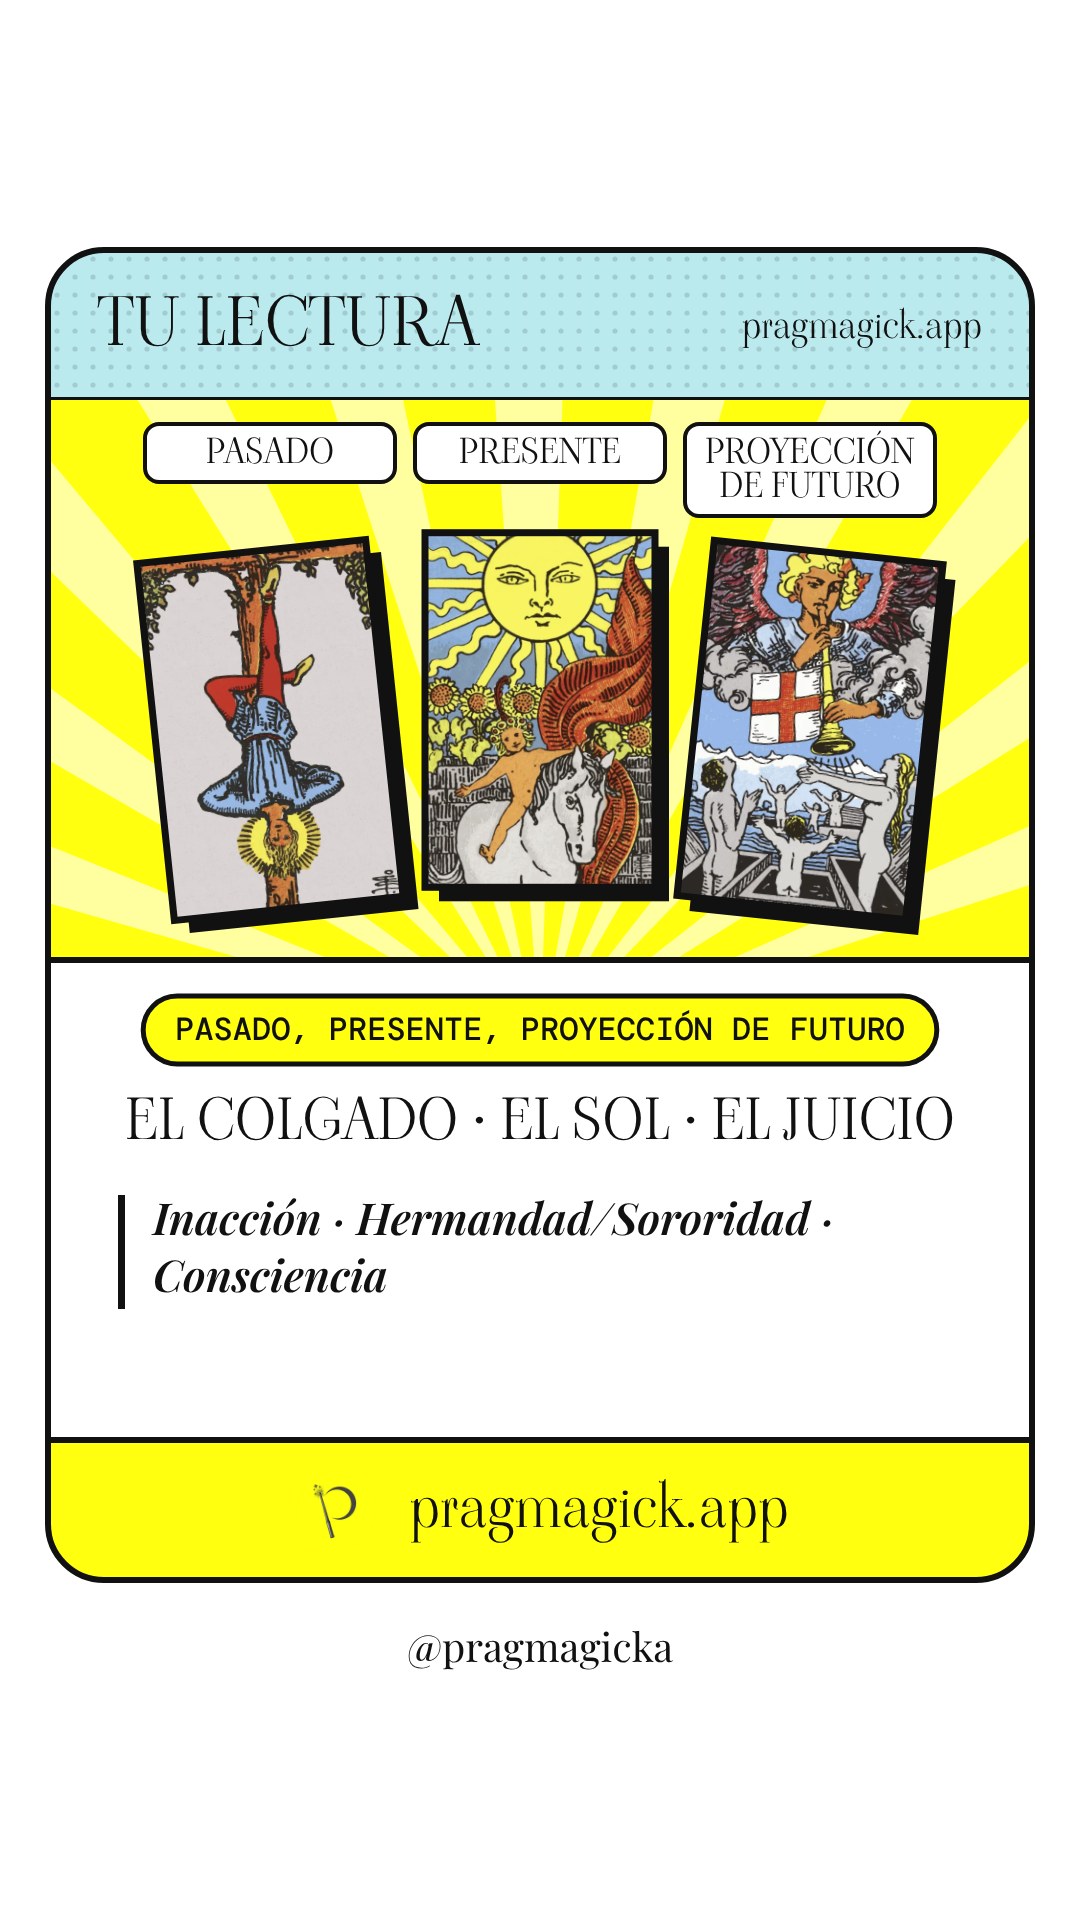 TU LECTURA
pragmagick.app
PASADO
PRESENTE
PROYECCIÓN
DE FUTURO
PASADO, PRESENTE, PROYECCIÓN DE FUTURO
EL COLGADO · EL SOL · EL JUICIO
Inacción · Hermandad/Sororidad ·
Consciencia
pragmagick.app
@pragmagicka